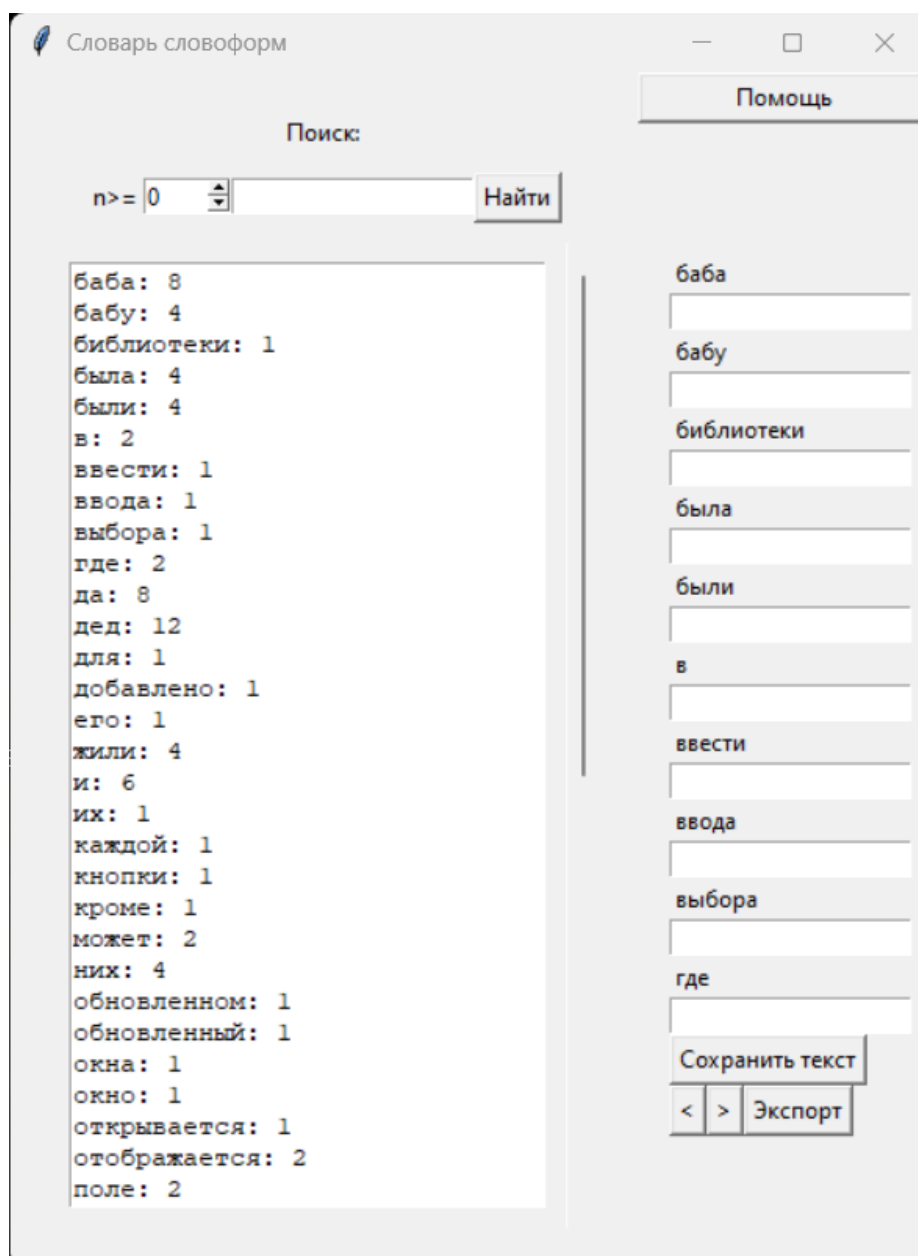 Словарь словоформ
Помощь
Поиск:
n>= 0 Найти
баба: 8
бабу: 4
библиотеки: 1
была: 4
были: 4
в: 2
ввести: 1
ввода: 1
выбора: 1
где: 2
да: 8
дед: 12
для: 1
добавлено: 1
его: 1
жили: 4
и: 6
их: 1
каждой: 1
кнопки: 1
кроме: 1
может: 2
них: 4
обновленном: 1
обновленный: 1
окна: 1
окно: 1
открывается: 1
отображается: 2
поле: 2
баба
бабу
библиотеки
была
были
в
ввести
ввода
выбора
где
Сохранить текст
< > Экспорт